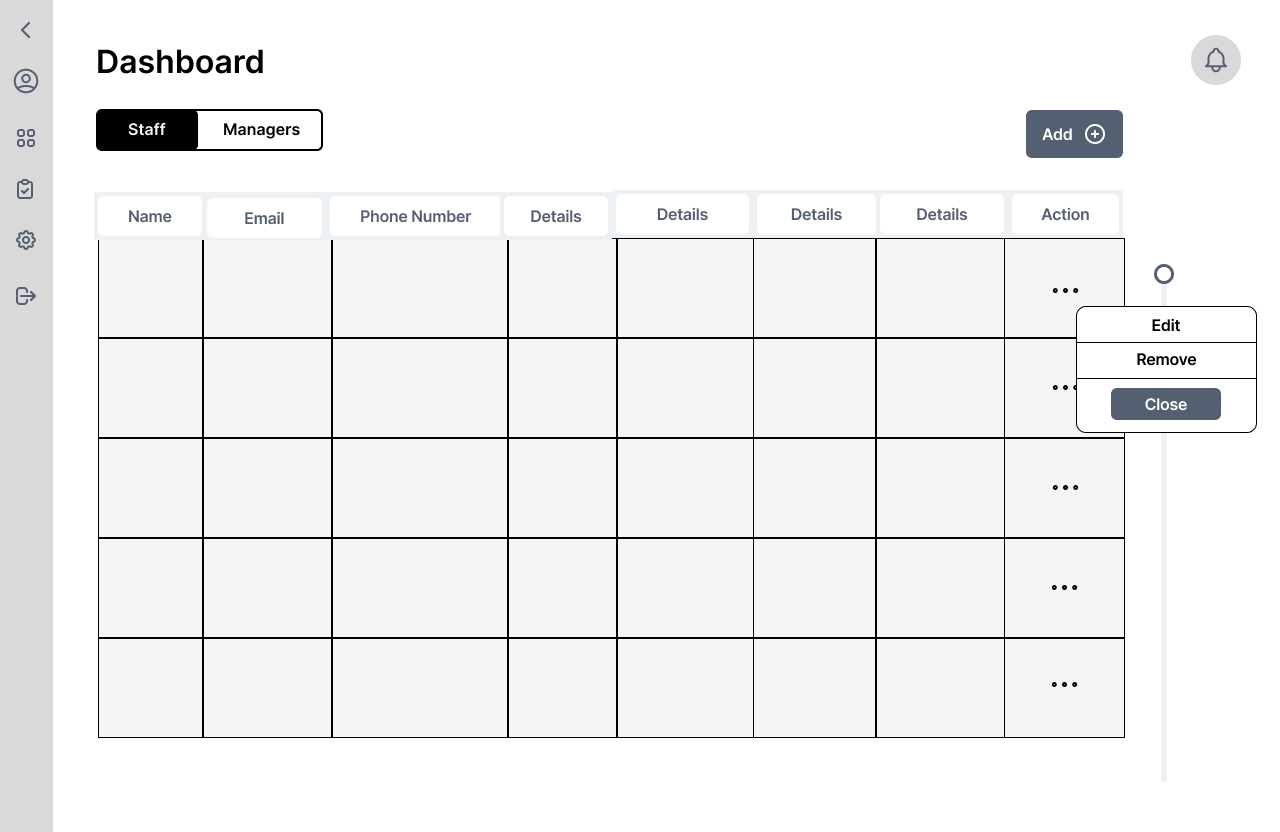 Dashboard
Staff Managers
Add
Name Email Phone Number Details Details Details Details Action
Edit
Remove
Close